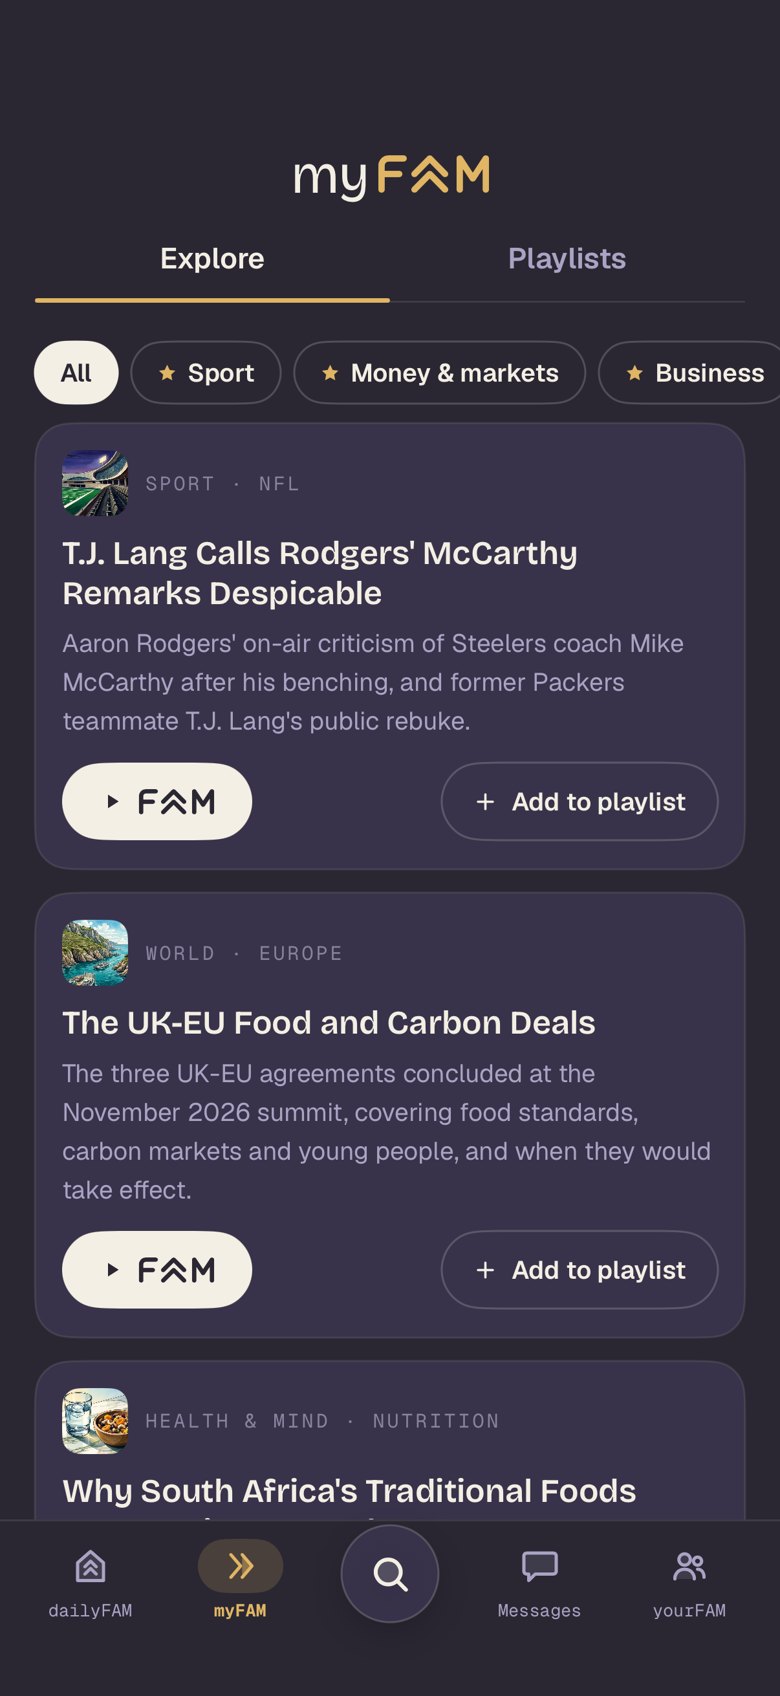 myFAM
Explore
Playlists
All
Sport
Money & markets
Business
SPORT · NFL
T.J. Lang Calls Rodgers' McCarthy
Remarks Despicable
Aaron Rodgers' on-air criticism of Steelers coach Mike
McCarthy after his benching, and former Packers
teammate T.J. Lang's public rebuke.
FAM
+ Add to playlist
WORLD · EUROPE
The UK-EU Food and Carbon Deals
The three UK-EU agreements concluded at the
November 2026 summit, covering food standards,
carbon markets and young people, and when they would
take effect.
FAM
+ Add to playlist
HEALTH & MIND · NUTRITION
Why South Africa's Traditional Foods
dailyFAM
myFAM
Messages
yourFAM